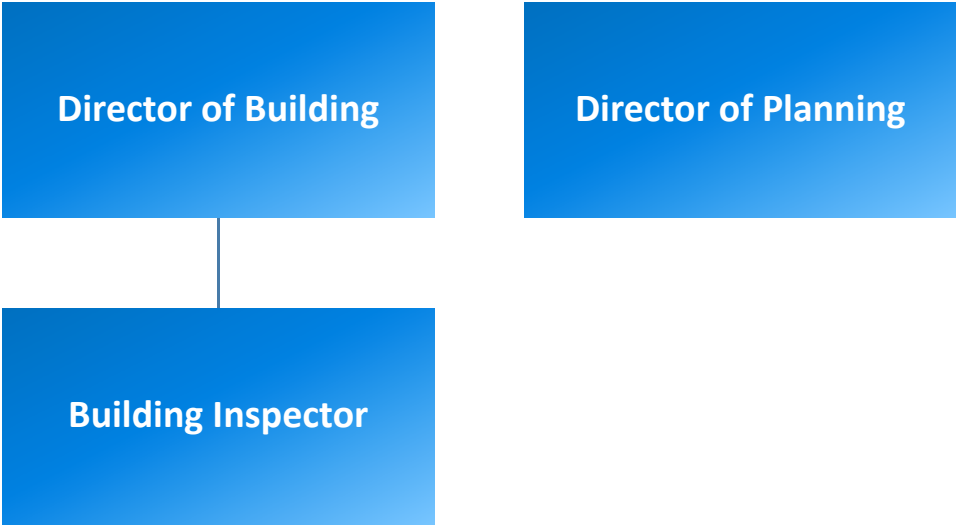 Director of Building
Director of Planning
Building Inspector